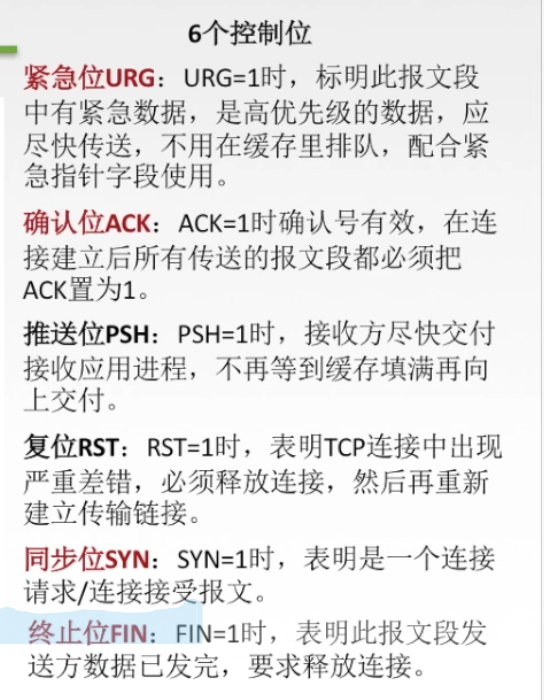 6个控制位
紧急位URG：URG=1时，标明此报文段
中有紧急数据，是高优先级的数据，应
尽快传送，不用在缓存里排队，配合紧
急指针字段使用。
确认位ACK：ACK=1时确认号有效，在连
接建立后所有传送的报文段都必须把
ACK置为1。
推送位PSH：PSH=1时，接收方尽快交付
接收应用进程，不再等到缓存填满再向
上交付。
复位RST：RST=1时，表明TCP连接中出现
严重差错，必须释放连接，然后再重新
建立传输链接。
同步位SYN：SYN=1时，表明是一个连接
请求/连接接受报文。
终止位FIN：FIN=1时，表明此报文段发
送方数据已发完，要求释放连接。